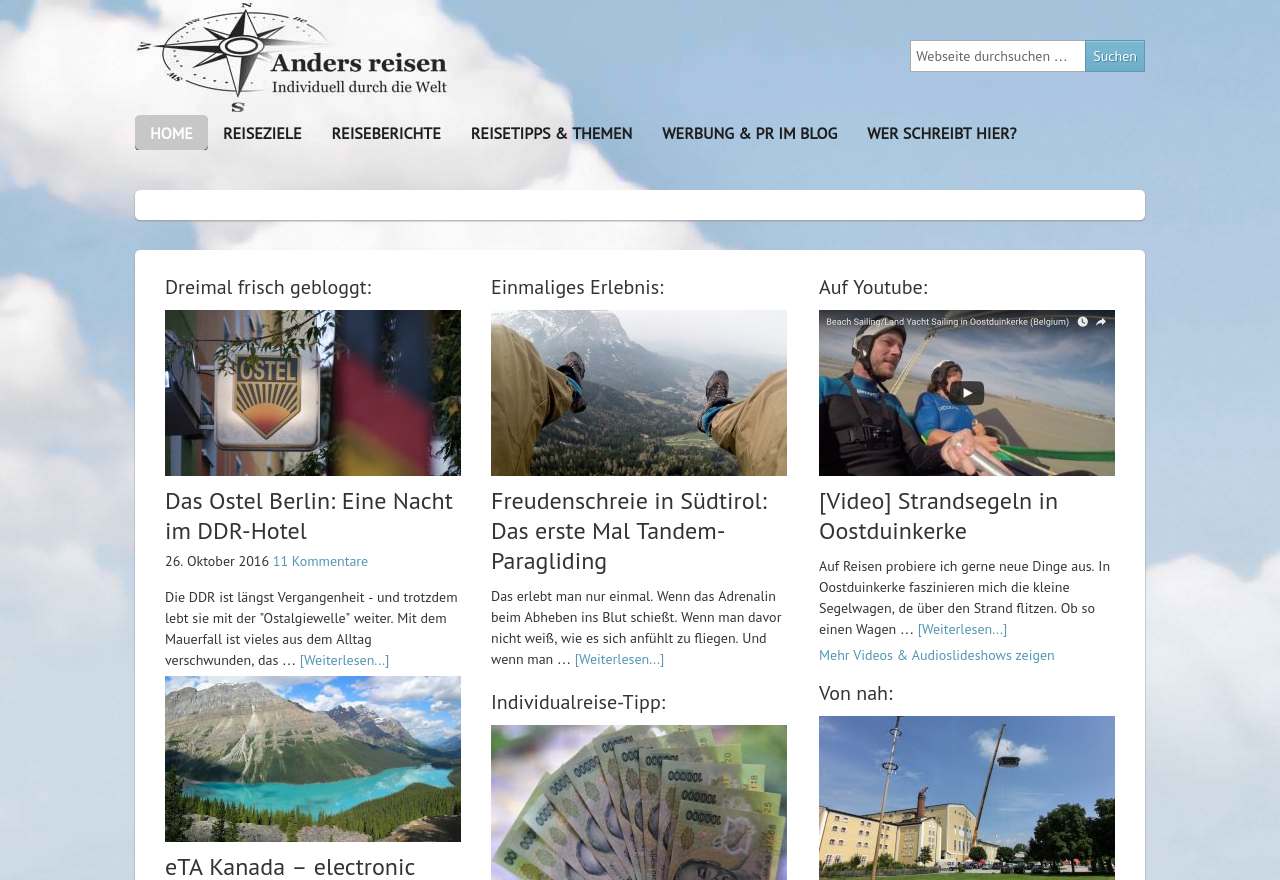 Anders reisen
Individuell durch die Welt
S
Webseite durchsuchen …
Suchen
HOME
REISEZIELE
REISEBERICHTE
REISETIPPS & THEMEN
WERBUNG & PR IM BLOG
WER SCHREIBT HIER?
Dreimal frisch gebloggt:
OSTEL
Das Ostel Berlin: Eine Nacht
im DDR-Hotel
26. Oktober 2016 11 Kommentare
Die DDR ist längst Vergangenheit - und trotzdem
lebt sie mit der "Ostalgiewelle" weiter. Mit dem
Mauerfall ist vieles aus dem Alltag
verschwunden, das … [Weiterlesen...]
eTA Kanada – electronic
Einmaliges Erlebnis:
Freudenschreie in Südtirol:
Das erste Mal Tandem-
Paragliding
Das erlebt man nur einmal. Wenn das Adrenalin
beim Abheben ins Blut schießt. Wenn man davor
nicht weiß, wie es sich anfühlt zu fliegen. Und
wenn man … [Weiterlesen...]
Individualreise-Tipp:
Auf Youtube:
Beach Sailing/Land Yacht Sailing in Oostduinkerke (Belgium)
[Video] Strandsegeln in
Oostduinkerke
Auf Reisen probiere ich gerne neue Dinge aus. In
Oostduinkerke faszinieren mich die kleine
Segelwagen, de über den Strand flitzen. Ob so
einen Wagen … [Weiterlesen...]
Mehr Videos & Audioslideshows zeigen
Von nah: